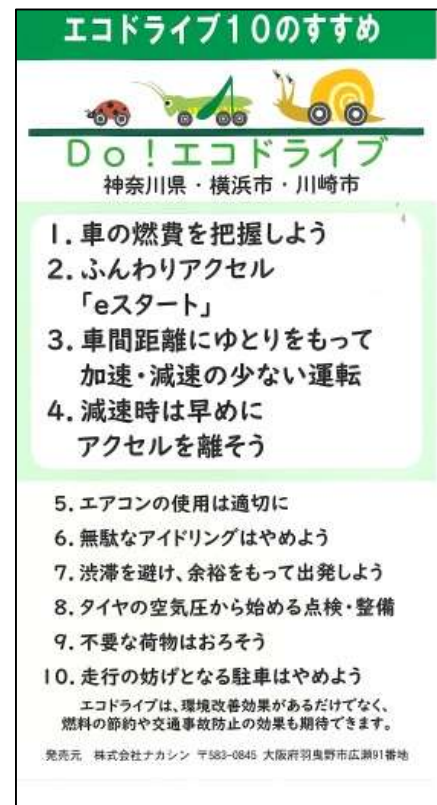 エコドライブ10のすすめ
Do!エコドライブ
神奈川県・横浜市・川崎市
1. 車の燃費を把握しよう
2. ふんわりアクセル
「eスタート」
3. 車間距離にゆとりをもって
加速・減速の少ない運転
4. 減速時は早めに
アクセルを離そう
5. エアコンの使用は適切に
6. 無駄なアイドリングはやめよう
7. 渋滞を避け、余裕をもって出発しよう
8. タイヤの空気圧から始める点検・整備
9. 不要な荷物はおろそう
10. 走行の妨げとなる駐車はやめよう
エコドライブは、環境改善効果があるだけでなく、
燃料の節約や交通事故防止の効果も期待できます。
発売元 株式会社ナカシン 〒583-0845 大阪府羽曳野市広瀬91番地